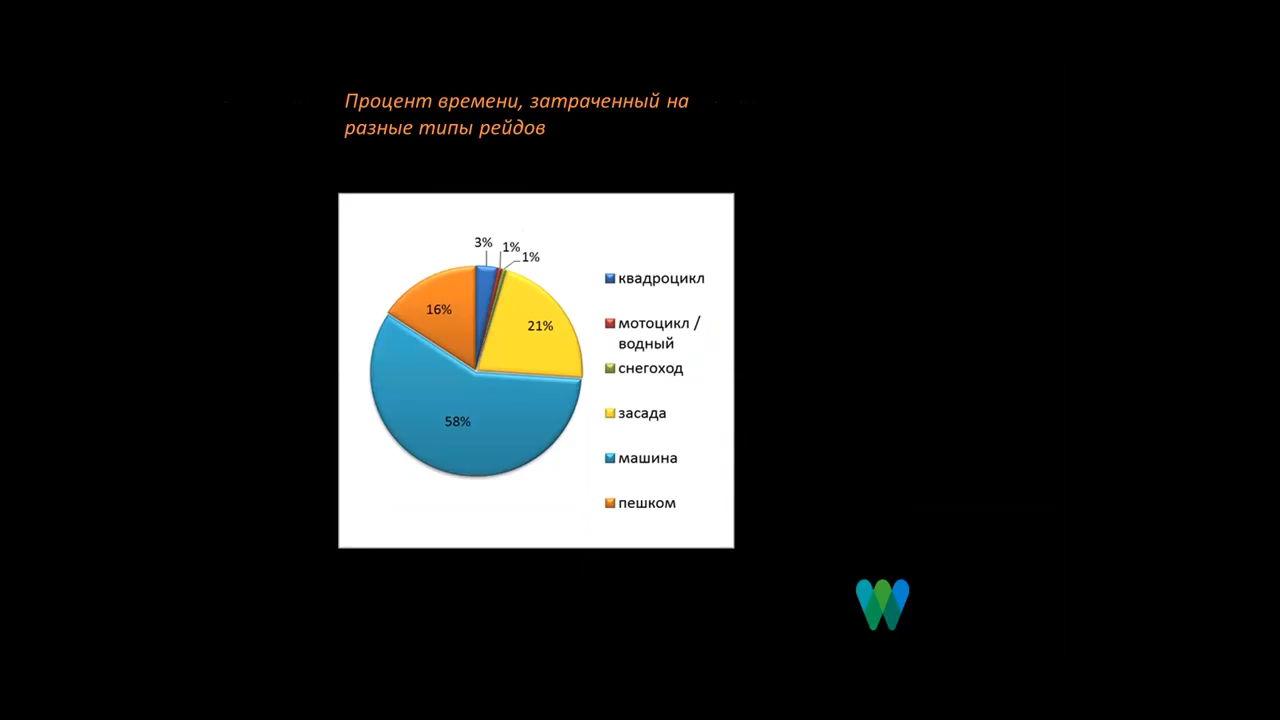 Процент времени, затраченный на
разные типы рейдов
3%
1%
1%
16%
21%
58%
квадроцикл
мотоцикл /
водный
снегоход
засада
машина
пешком